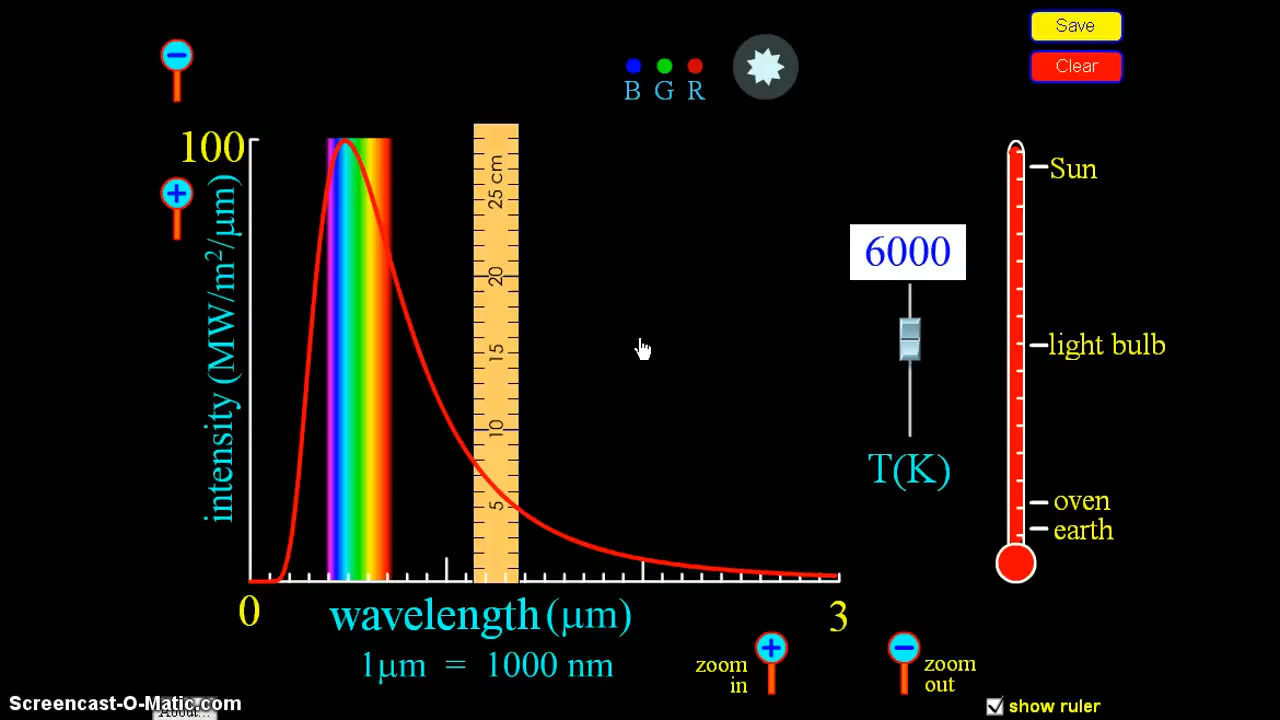 Save
Clear
B G R
100
intensity (MW/m²/μm)
25 cm
20
15
10
5
6000
T(K)
Sun
light bulb
oven
earth
0
3
wavelength (μm)
1μm = 1000 nm
zoom in
zoom out
show ruler
Screencast-O-Matic.com